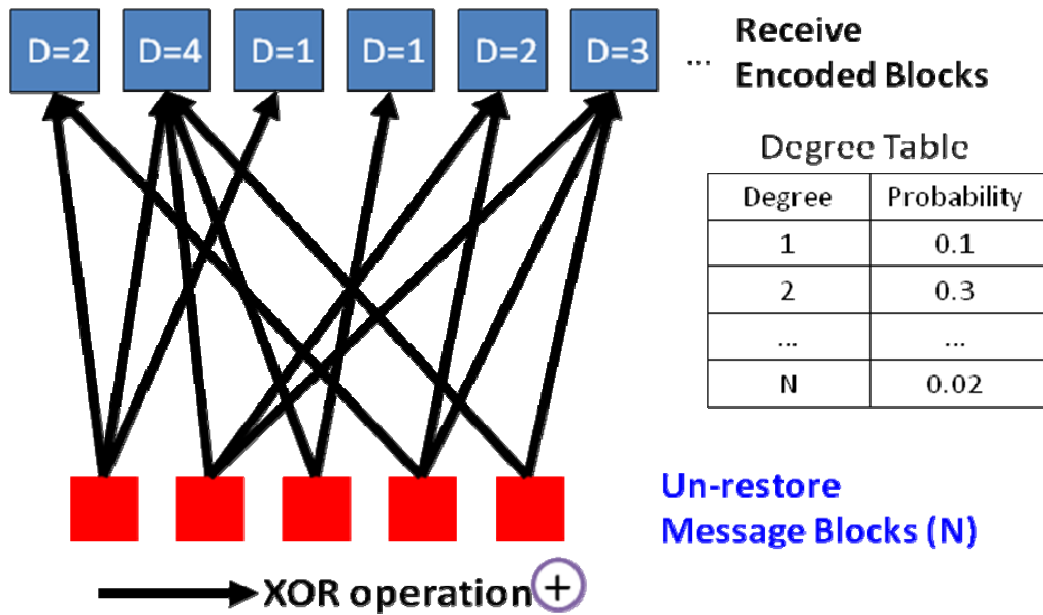 D=2 D=4 D=1 D=1 D=2 D=3 ... Receive
Encoded Blocks
Degree Table
Degree Probability
1 0.1
2 0.3
... ...
N 0.02
Un-restore
Message Blocks (N)
XOR operation +